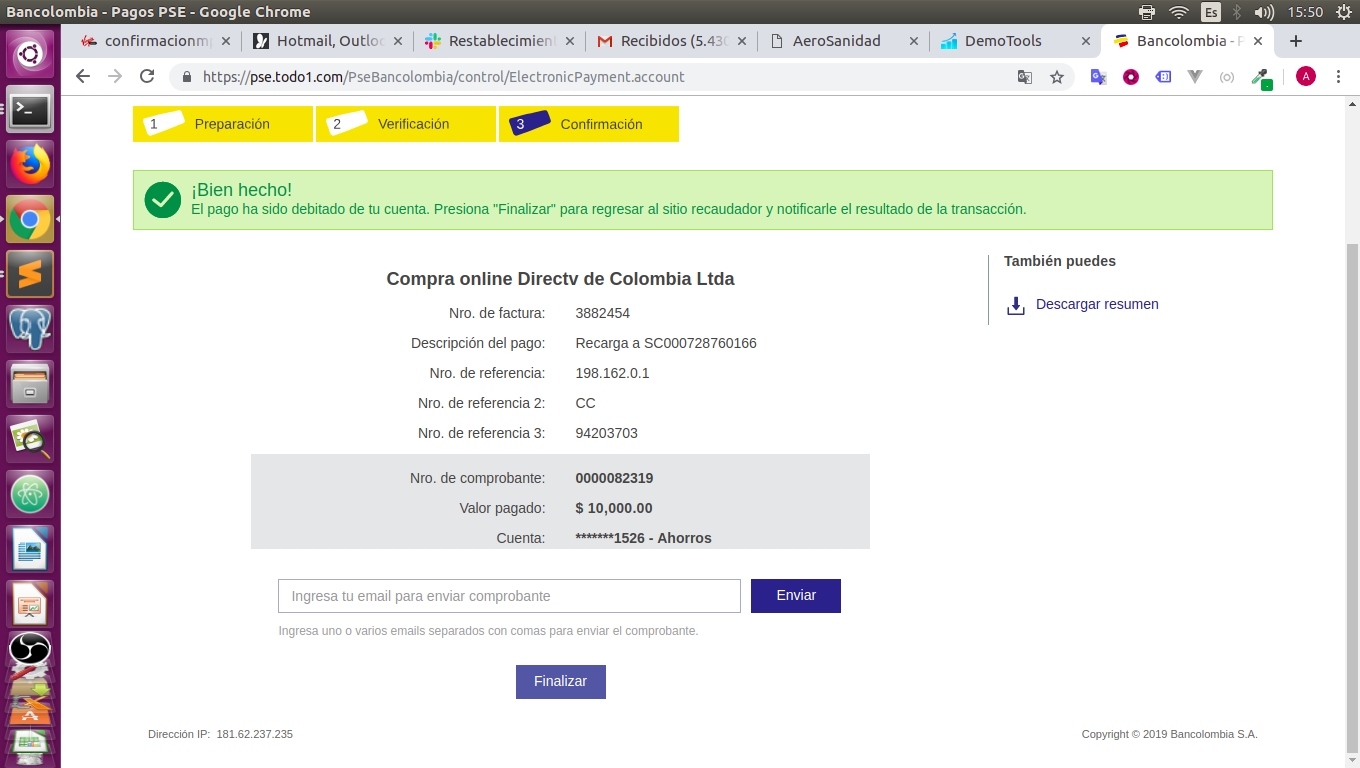 Bancolombia - Pagos PSE - Google Chrome
Es
15:50
confirmacionm
Hotmail, Outlo
Restablecimien
Recibidos (5.430
AeroSanidad
DemoTools
Bancolombia - P
https://pse.todo1.com/PseBancolombia/control/ElectronicPayment.account
A
1 Preparación
2 Verificación
3 Confirmación
¡Bien hecho!
El pago ha sido debitado de tu cuenta. Presiona "Finalizar" para regresar al sitio recaudador y notificarle el resultado de la transacción.
Compra online Directv de Colombia Ltda
Nro. de factura: 3882454
Descripción del pago: Recarga a SC000728760166
Nro. de referencia: 198.162.0.1
Nro. de referencia 2: CC
Nro. de referencia 3: 94203703
Nro. de comprobante: 0000082319
Valor pagado: $ 10,000.00
Cuenta: *******1526 - Ahorros
También puedes
Descargar resumen
Ingresa tu email para enviar comprobante
Enviar
Ingresa uno o varios emails separados con comas para enviar el comprobante.
Finalizar
Dirección IP: 181.62.237.235
Copyright © 2019 Bancolombia S.A.